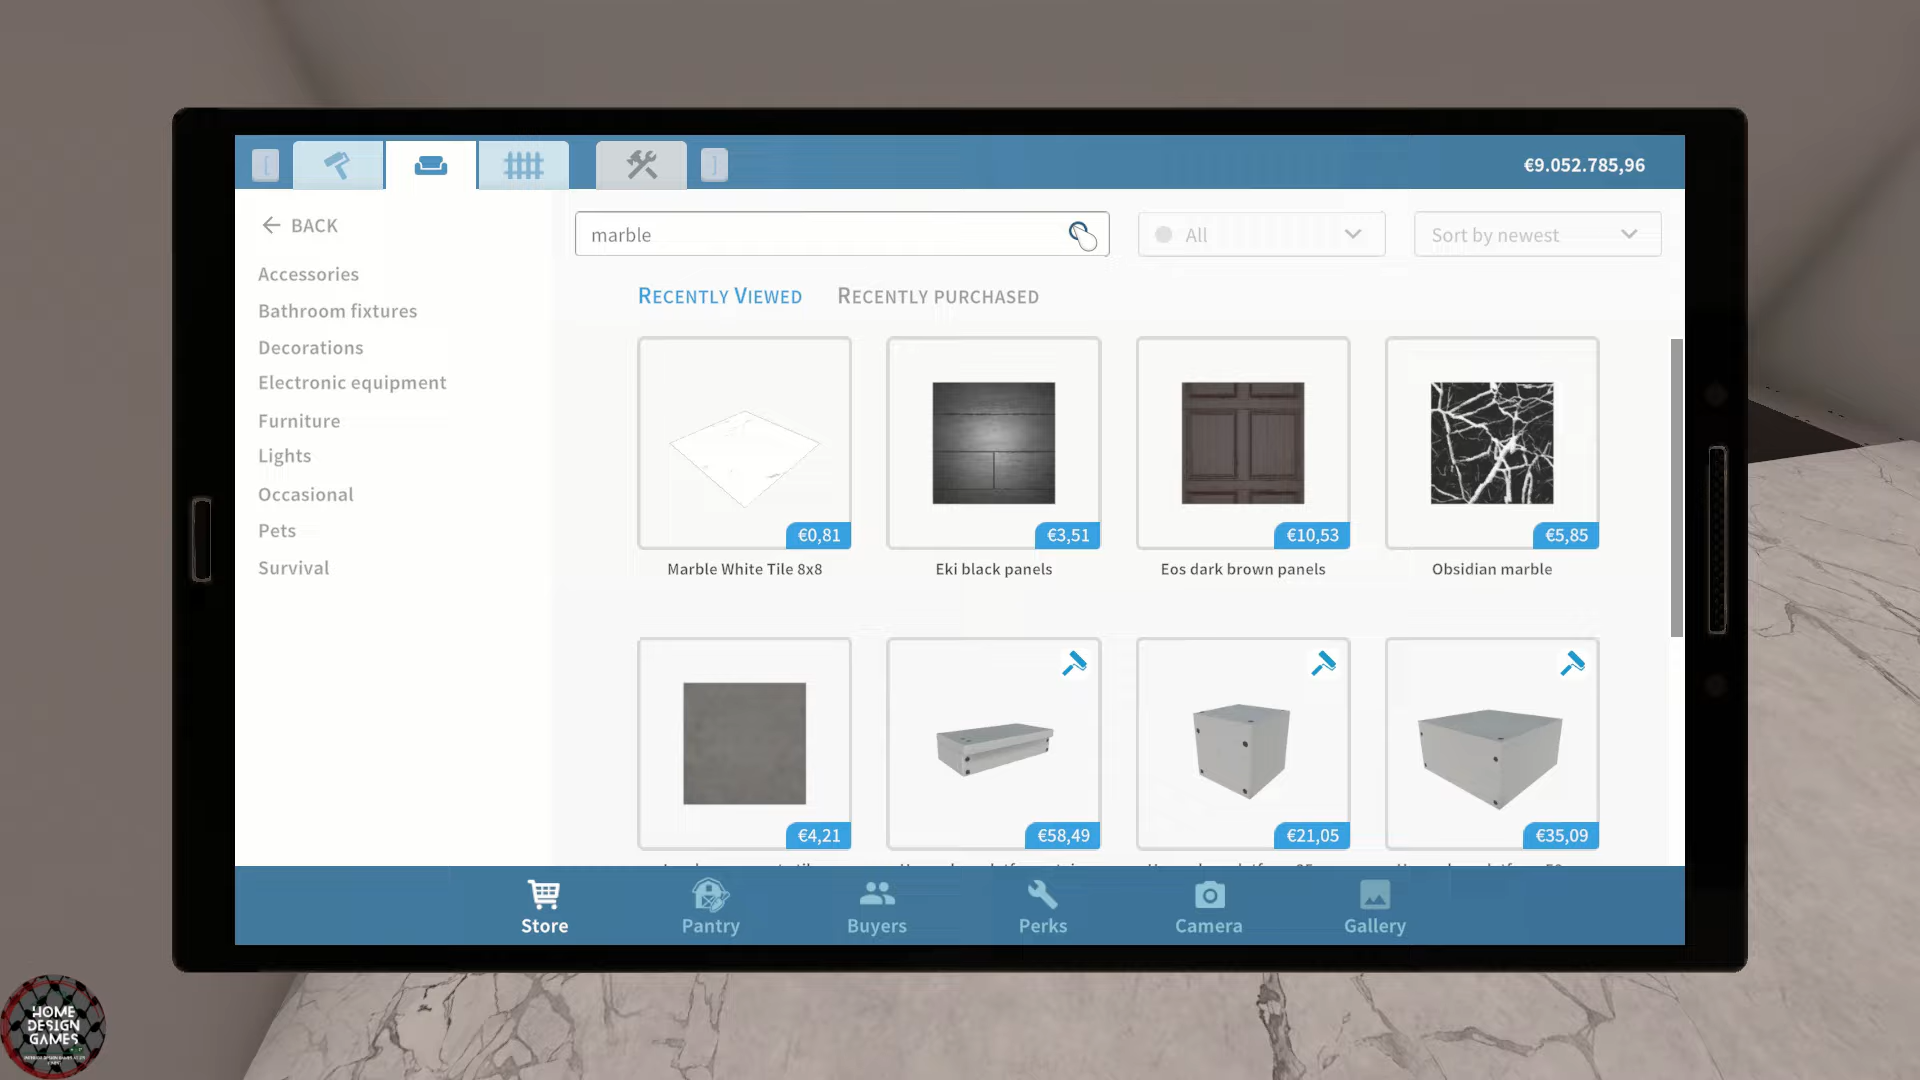 [
]
€9.052.785,96
BACK
marble
All
Sort by newest
Accessories
Bathroom fixtures
Decorations
Electronic equipment
Furniture
Lights
Occasional
Pets
Survival
RECENTLY VIEWED
RECENTLY PURCHASED
€0,81
€3,51
€10,53
€5,85
Marble White Tile 8x8
Eki black panels
Eos dark brown panels
Obsidian marble
€4,21
€58,49
€21,05
€35,09
Store
Pantry
Buyers
Perks
Camera
Gallery
HOME
DESIGN
GAMES